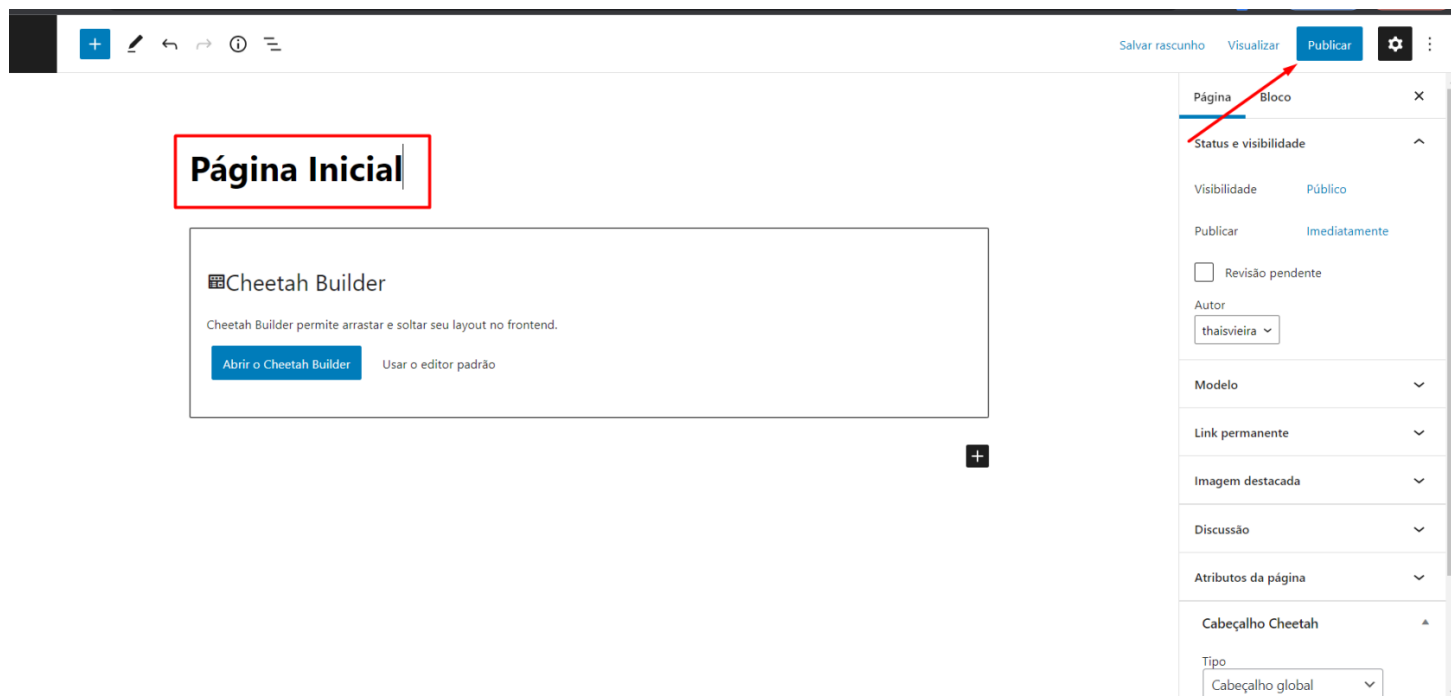 Salvar rascunho Visualizar Publicar
Página Bloco
Status e visibilidade
Página Inicial
Visibilidade Público
Publicar Imediatamente
Cheetah Builder
Revisão pendente
Autor
Cheetah Builder permite arrastar e soltar seu layout no frontend.
thaisvieira
Abrir o Cheetah Builder Usar o editor padrão
Modelo
Link permanente
Imagem destacada
Discussão
Atributos da página
Cabeçalho Cheetah
Tipo
Cabeçalho global